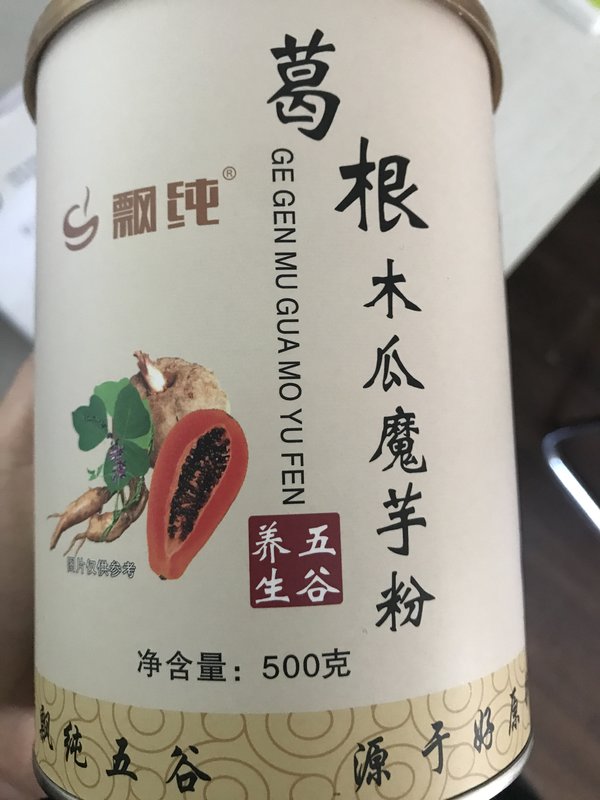 飘纯®
葛根木瓜魔芋粉
GE GEN MU GUA MO YU FEN
五谷
养生
图片仅供参考
净含量：500克
飘纯五谷
源于好原